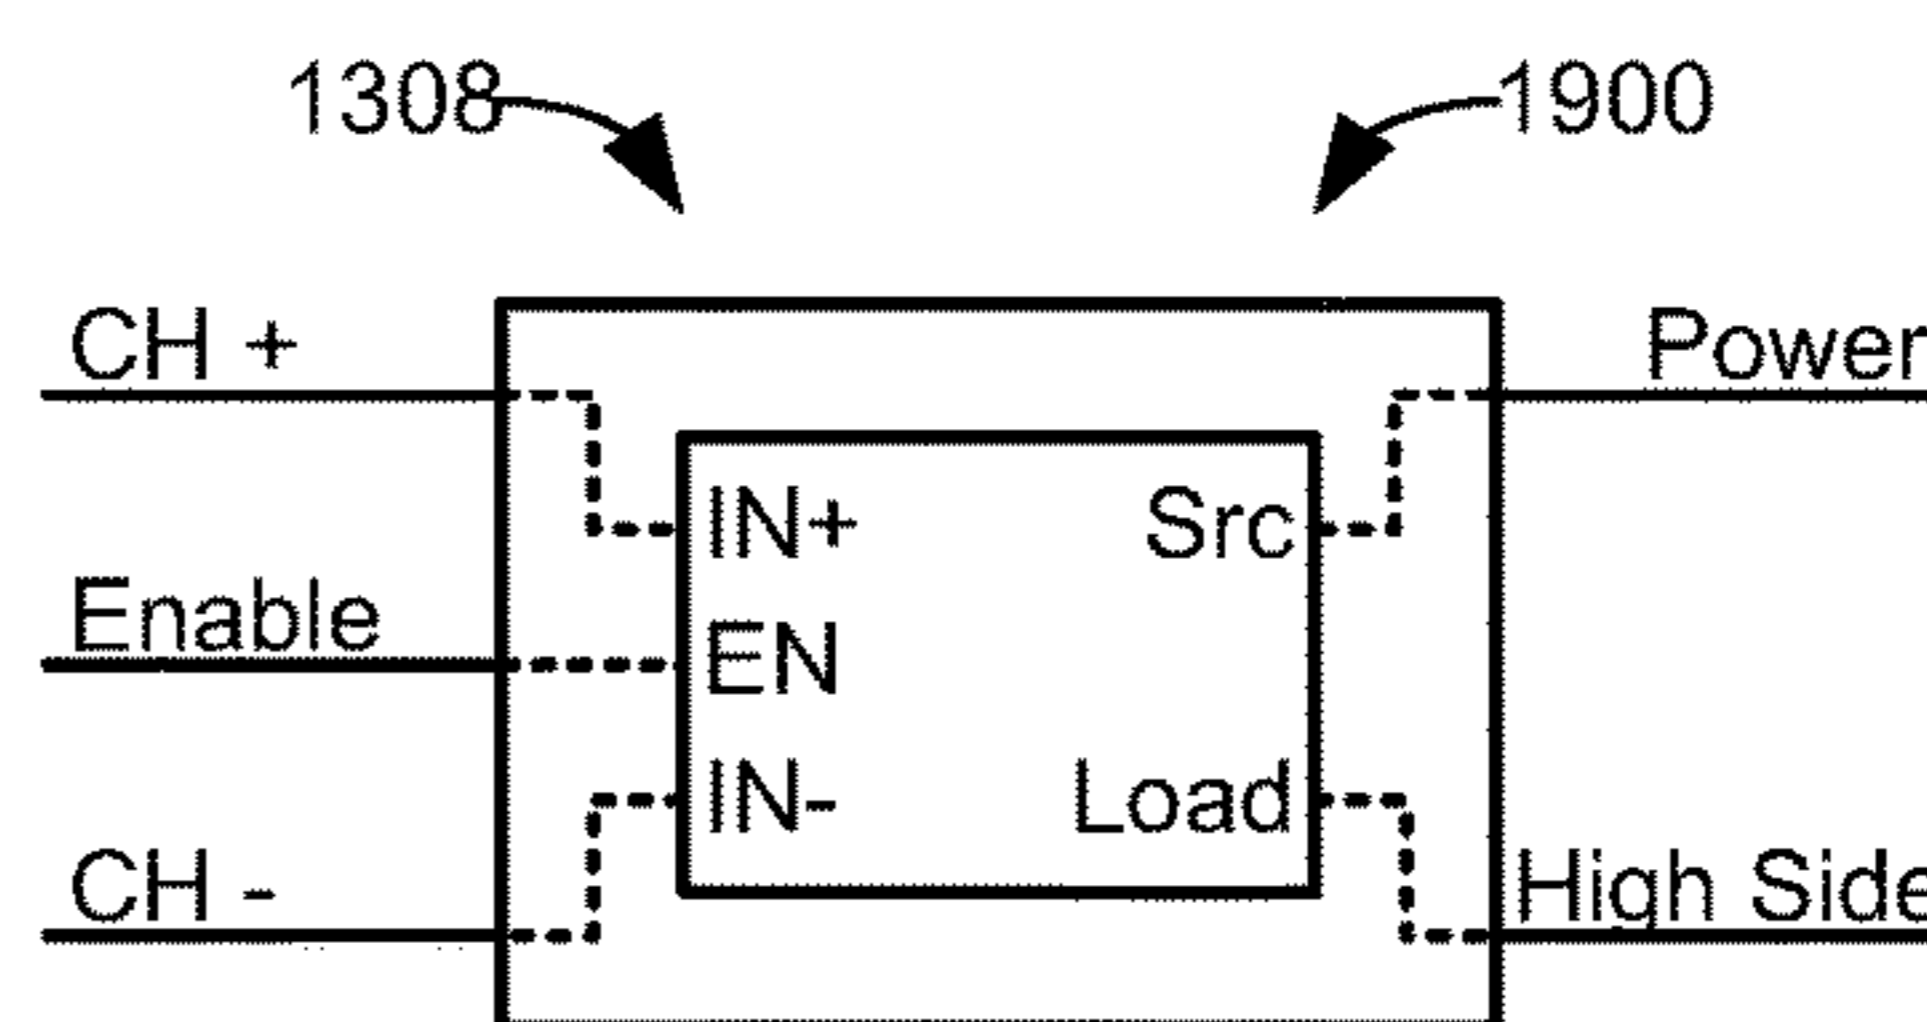 1308 1900
CH + Power
IN+ Src
Enable
EN
IN- Load
CH - High Side